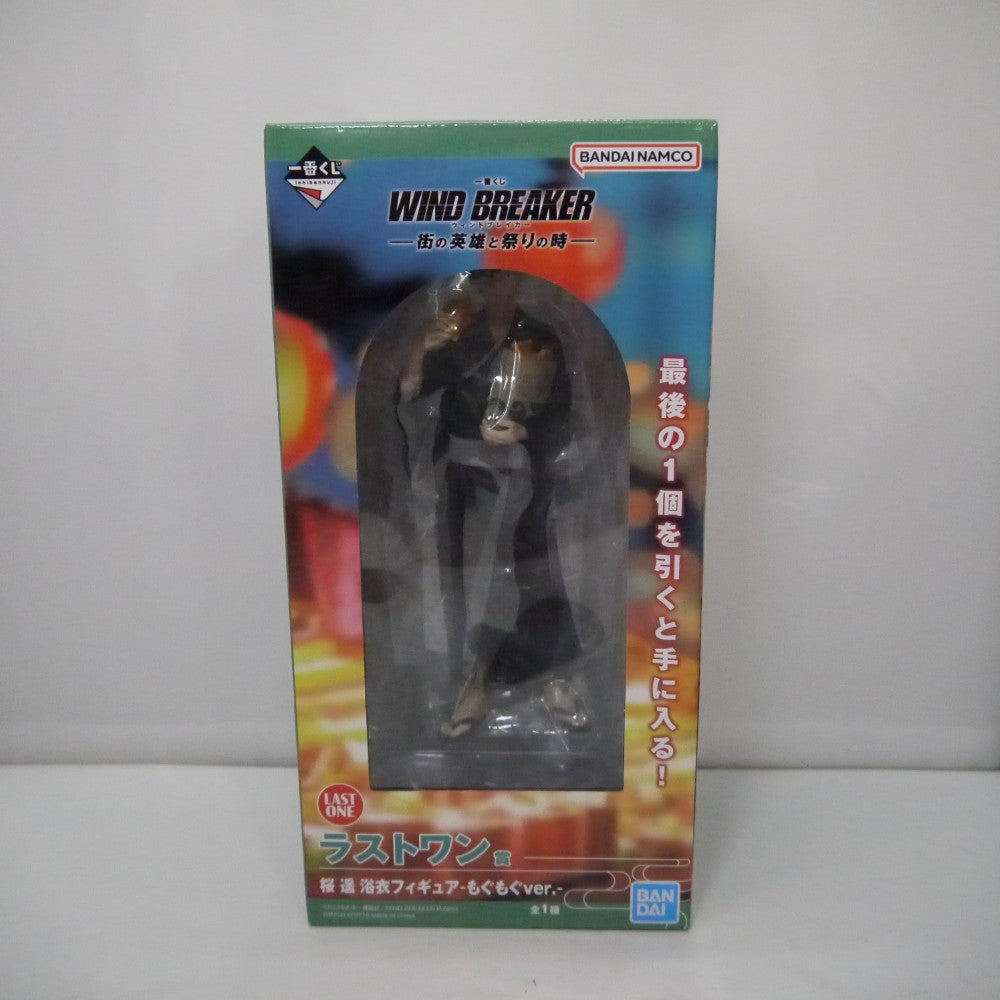 一番くじ
ichibankuji
BANDAI NAMCO
一番くじ
WIND BREAKER
ウィンドブレイカー
―街の英雄と祭りの時―
最後の1個を引くと手に入る!
LAST
ONE
ラストワン賞
桜 遥 浴衣フィギュア-もぐもぐver.-
全1種
BAN
DAI